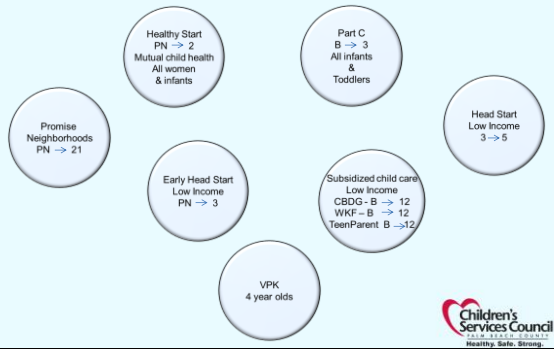 Healthy Start
PN → 2
Mutual child health
All women
& infants
Part C
B → 3
All infants
&
Toddlers
Promise
Neighborhoods
PN → 21
Head Start
Low Income
3 → 5
Early Head Start
Low Income
PN → 3
Subsidized child care
Low Income
CBDG - B → 12
WKF – B → 12
TeenParent B → 12
VPK
4 year olds
Children's
Services Council
PALM BEACH COUNTY
Healthy. Safe. Strong.